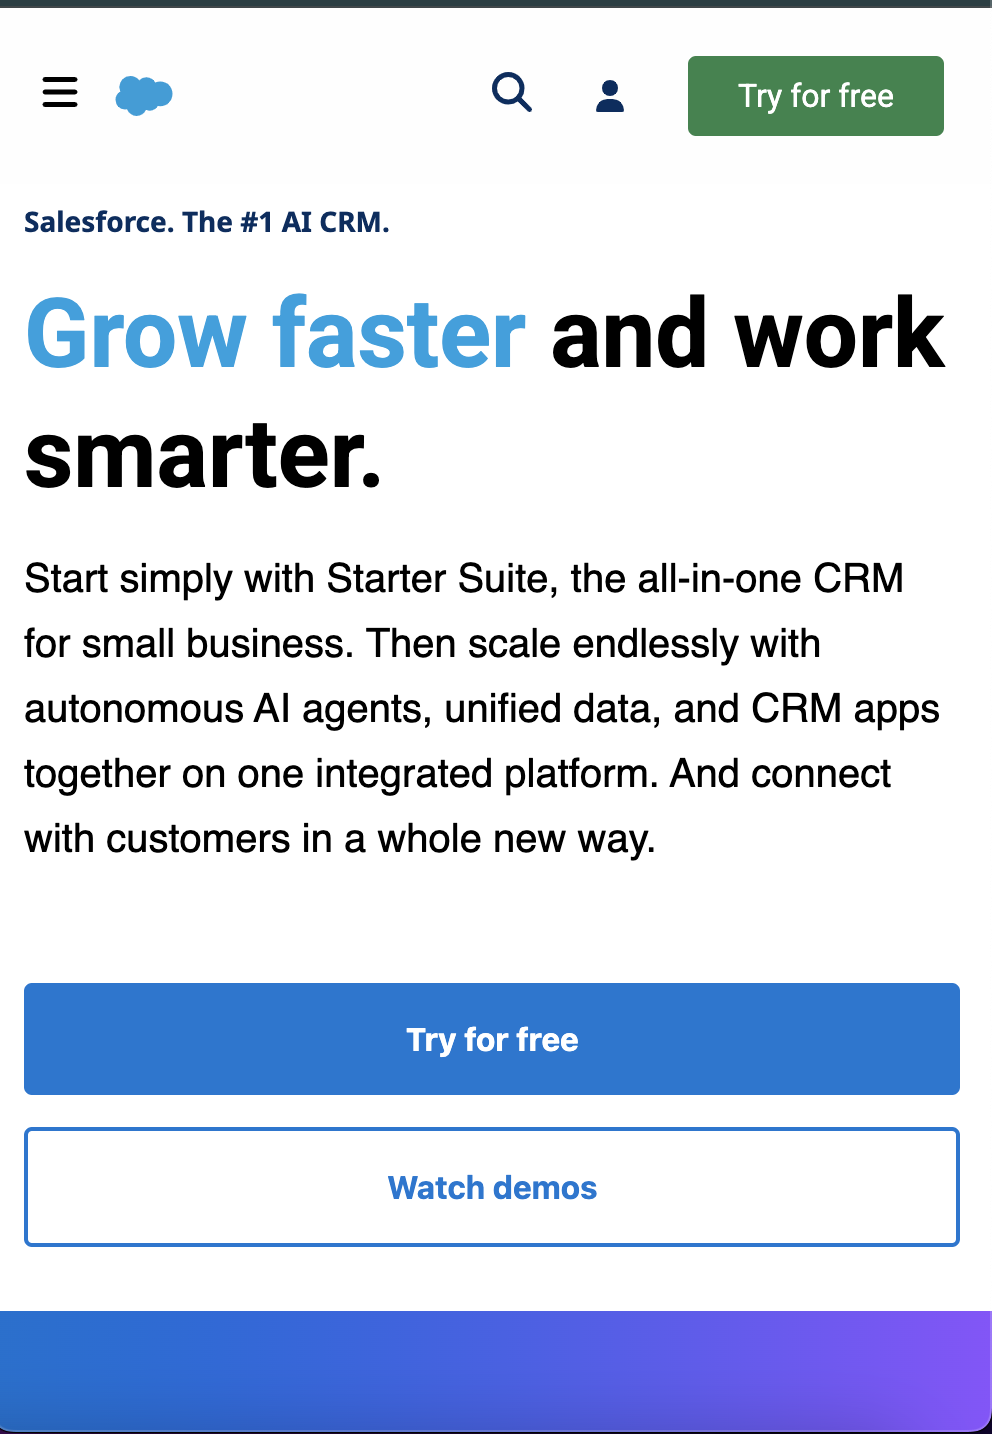 Try for free
Salesforce. The #1 AI CRM.
Grow faster and work
smarter.
Start simply with Starter Suite, the all-in-one CRM
for small business. Then scale endlessly with
autonomous AI agents, unified data, and CRM apps
together on one integrated platform. And connect
with customers in a whole new way.
Try for free
Watch demos